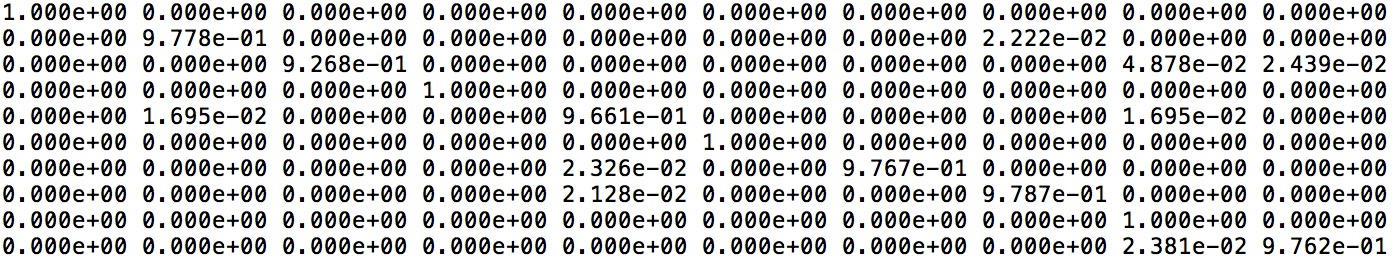 1.000e+00 0.000e+00 0.000e+00 0.000e+00 0.000e+00 0.000e+00 0.000e+00 0.000e+00 0.000e+00 0.000e+00
0.000e+00 9.778e-01 0.000e+00 0.000e+00 0.000e+00 0.000e+00 0.000e+00 2.222e-02 0.000e+00 0.000e+00
0.000e+00 0.000e+00 9.268e-01 0.000e+00 0.000e+00 0.000e+00 0.000e+00 0.000e+00 4.878e-02 2.439e-02
0.000e+00 0.000e+00 0.000e+00 1.000e+00 0.000e+00 0.000e+00 0.000e+00 0.000e+00 0.000e+00 0.000e+00
0.000e+00 1.695e-02 0.000e+00 0.000e+00 9.661e-01 0.000e+00 0.000e+00 0.000e+00 1.695e-02 0.000e+00
0.000e+00 0.000e+00 0.000e+00 0.000e+00 0.000e+00 1.000e+00 0.000e+00 0.000e+00 0.000e+00 0.000e+00
0.000e+00 0.000e+00 0.000e+00 0.000e+00 2.326e-02 0.000e+00 9.767e-01 0.000e+00 0.000e+00 0.000e+00
0.000e+00 0.000e+00 0.000e+00 0.000e+00 2.128e-02 0.000e+00 0.000e+00 9.787e-01 0.000e+00 0.000e+00
0.000e+00 0.000e+00 0.000e+00 0.000e+00 0.000e+00 0.000e+00 0.000e+00 0.000e+00 1.000e+00 0.000e+00
0.000e+00 0.000e+00 0.000e+00 0.000e+00 0.000e+00 0.000e+00 0.000e+00 0.000e+00 2.381e-02 9.762e-01